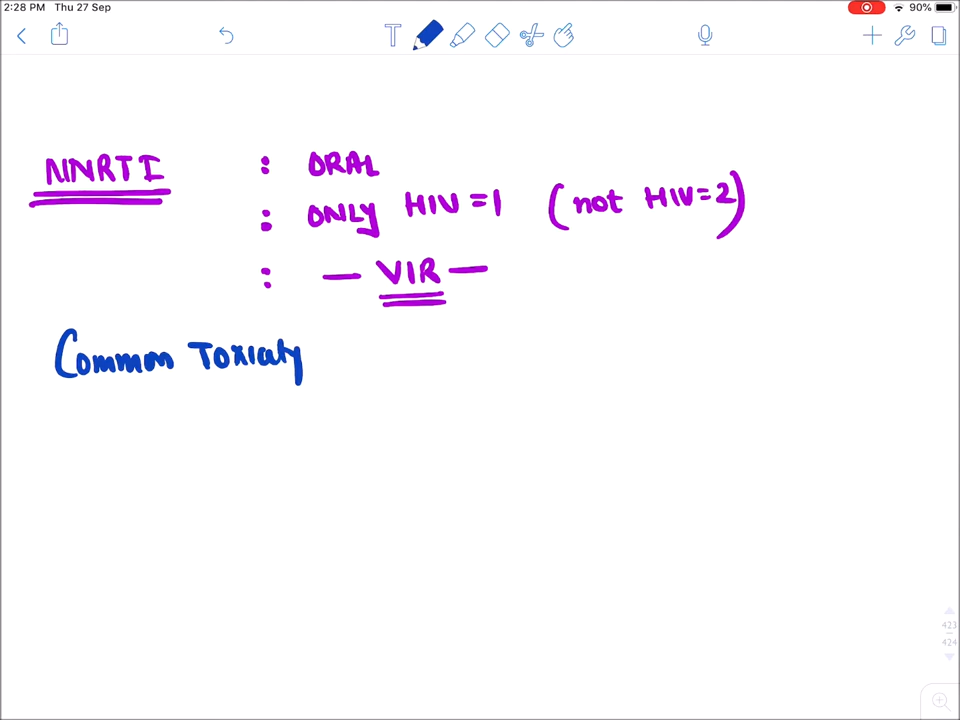 2:28 PM Thu 27 Sep
90%
T
NNRTI : ORAL
: ONLY HIV=1 (not HIV=2)
: — VIR —
Common Toxicity
423
424